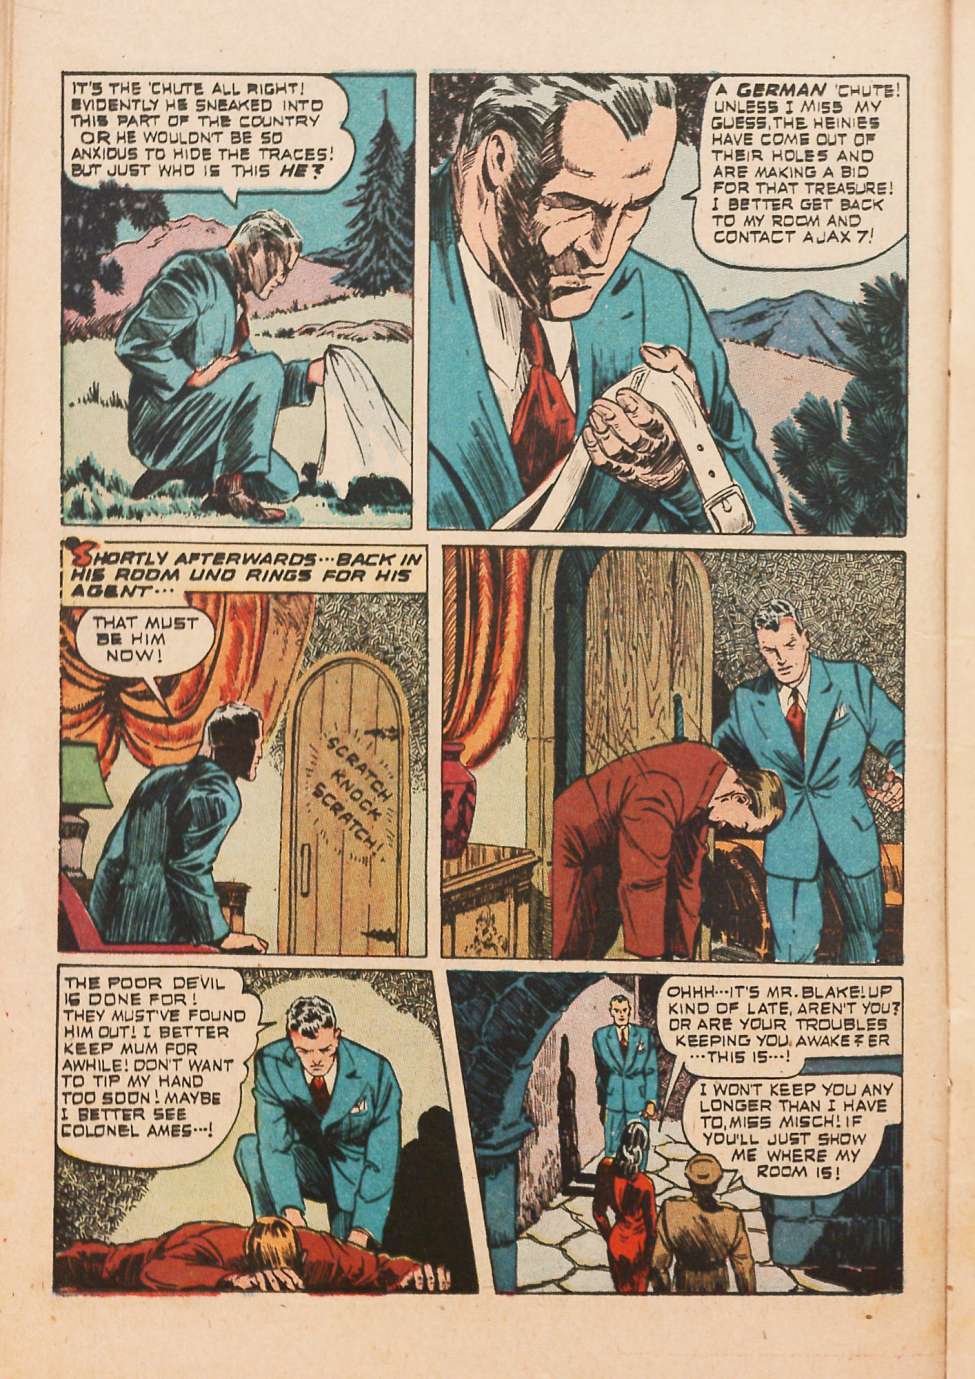 IT'S THE 'CHUTE ALL RIGHT!
EVIDENTLY HE SNEAKED INTO
THIS PART OF THE COUNTRY
OR HE WOULDN'T BE SO
ANXIOUS TO HIDE THE TRACES!
BUT JUST WHO IS THIS HE?
A GERMAN 'CHUTE!
UNLESS I MISS MY
GUESS, THE HEINIES
HAVE COME OUT OF
THEIR HOLES AND
ARE MAKING A BID
FOR THAT TREASURE!
I BETTER GET BACK
TO MY ROOM AND
CONTACT AJAX 7!
SHORTLY AFTERWARDS...BACK IN
HIS ROOM UNO RINGS FOR HIS
AGENT...
THAT MUST
BE HIM
NOW!
SCRATCH
KNOCK
SCRATCH!
THE POOR DEVIL
IS DONE FOR!
THEY MUST'VE FOUND
HIM OUT! I BETTER
KEEP MUM FOR
AWHILE! DON'T WANT
TO TIP MY HAND
TOO SOON! MAYBE
I BETTER SEE
COLONEL AMES...!
OHHH...IT'S MR. BLAKE! UP
KIND OF LATE, AREN'T YOU?
OR ARE YOUR TROUBLES
KEEPING YOU AWAKE? ER
...THIS IS...!
I WON'T KEEP YOU ANY
LONGER THAN I HAVE
TO, MISS MISCH! IF
YOU'LL JUST SHOW
ME WHERE MY
ROOM IS!